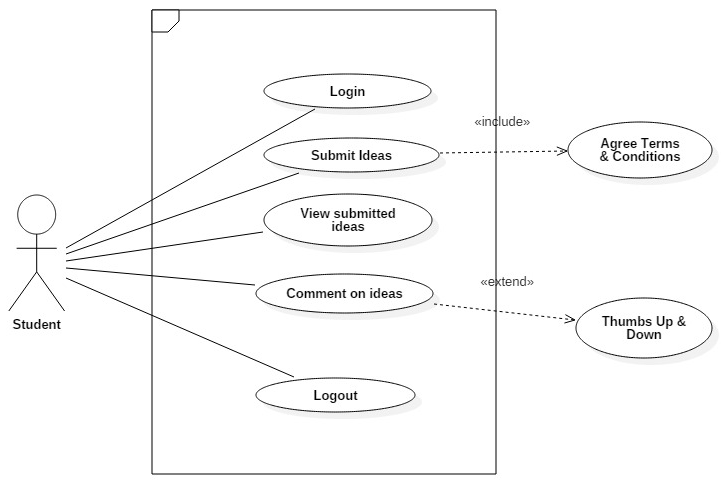 Login
«include»
Submit Ideas
Agree Terms
& Conditions
View submitted
ideas
«extend»
Comment on ideas
Thumbs Up &
Down
Student
Logout